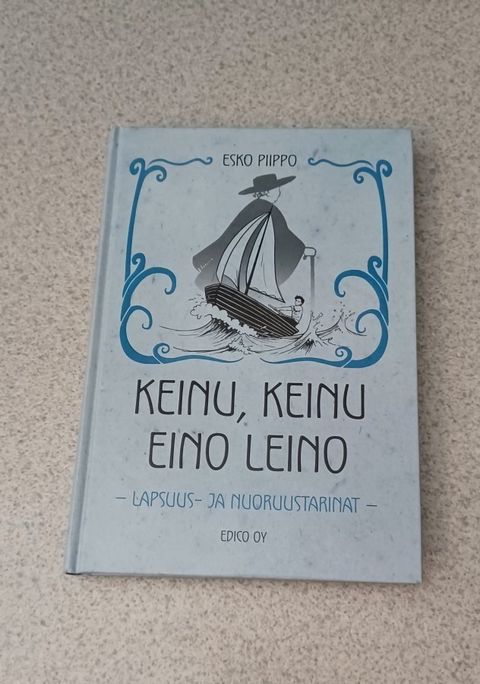 ESKO PIIPPO
KEINU, KEINU
EINO LEINO
– LAPSUUS- JA NUORUUSTARINAT –
EDICO OY